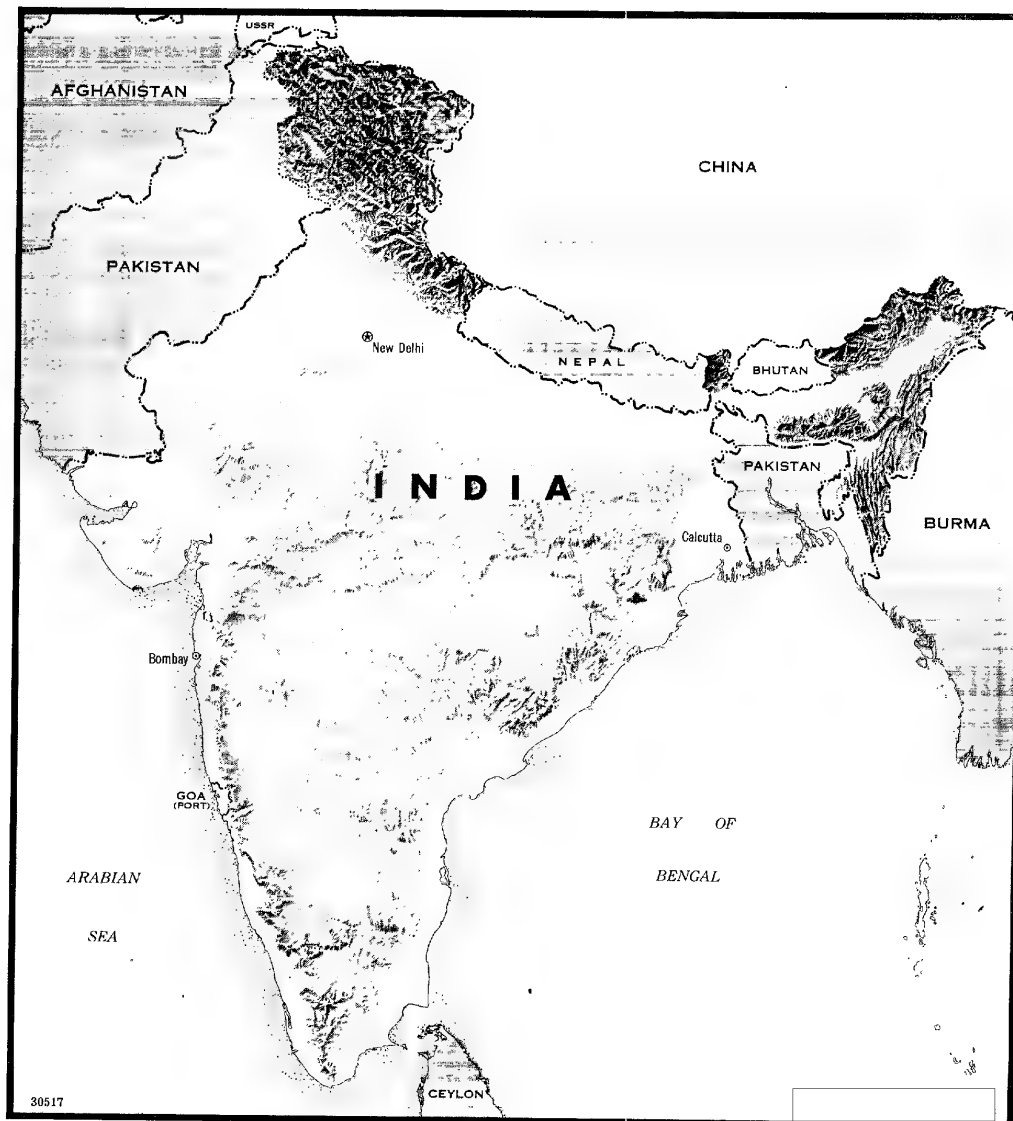 USSR
AFGHANISTAN
CHINA
PAKISTAN
New Delhi
NEPAL
BHUTAN
INDIA
PAKISTAN
BURMA
Calcutta
Bombay
GOA
(PORT)
BAY OF
BENGAL
ARABIAN
SEA
CEYLON
30517